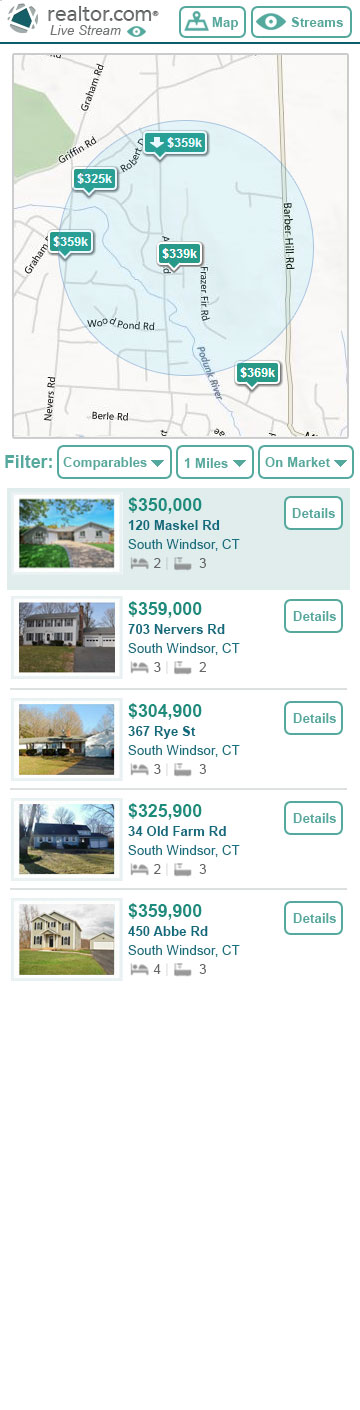 realtor.com®
Live Stream
Map
Streams
Graham Rd
Griffin Rd
Robert D
$359k
$325k
$359k
Graham
$339k
Barber Hill Rd
Frazer Fir Rd
Wood Pond Rd
Podunk River
$369k
Nevers Rd
Berle Rd
Filter:
Comparables
1 Miles
On Market
$350,000
120 Maskel Rd
South Windsor, CT
2 | 3
Details
$359,000
703 Nervers Rd
South Windsor, CT
3 | 2
Details
$304,900
367 Rye St
South Windsor, CT
3 | 3
Details
$325,900
34 Old Farm Rd
South Windsor, CT
2 | 3
Details
$359,900
450 Abbe Rd
South Windsor, CT
4 | 3
Details